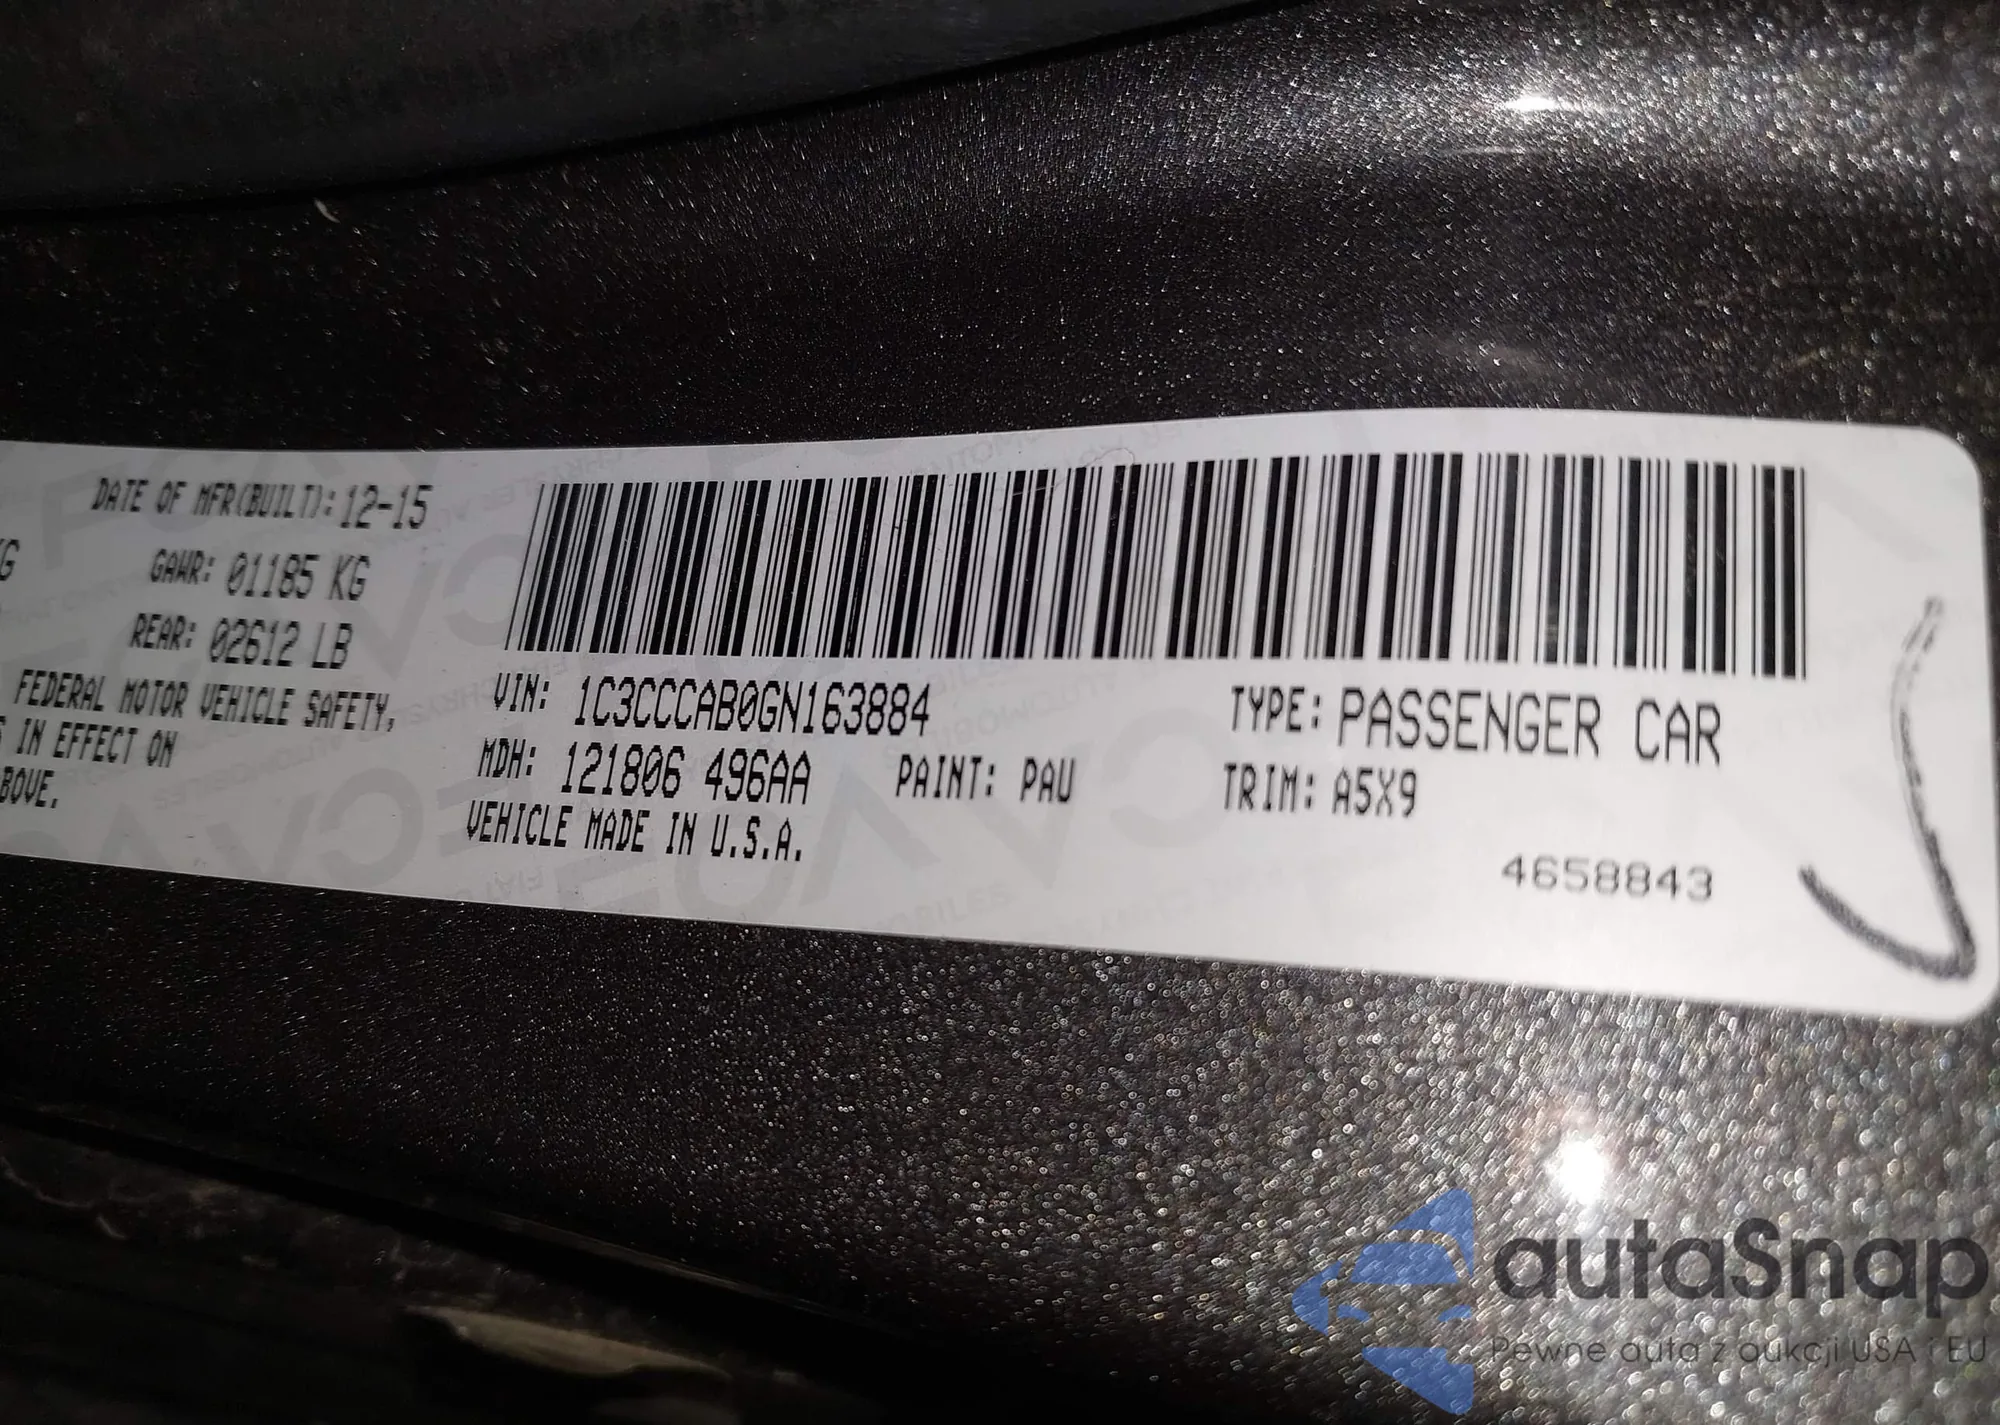 DATE OF MFR(BUILT): 12-15
KG GAWR: 01185 KG
REAR: 02612 LB
FEDERAL MOTOR VEHICLE SAFETY,
IN EFFECT ON
BOVE.
VIN: 1C3CCCAB0GN163884
TYPE: PASSENGER CAR
MDH: 121806 496AA PAINT: PAU TRIM: A5X9
VEHICLE MADE IN U.S.A.
4658843
autaSnap
Pewne auta z aukcji USA i EU